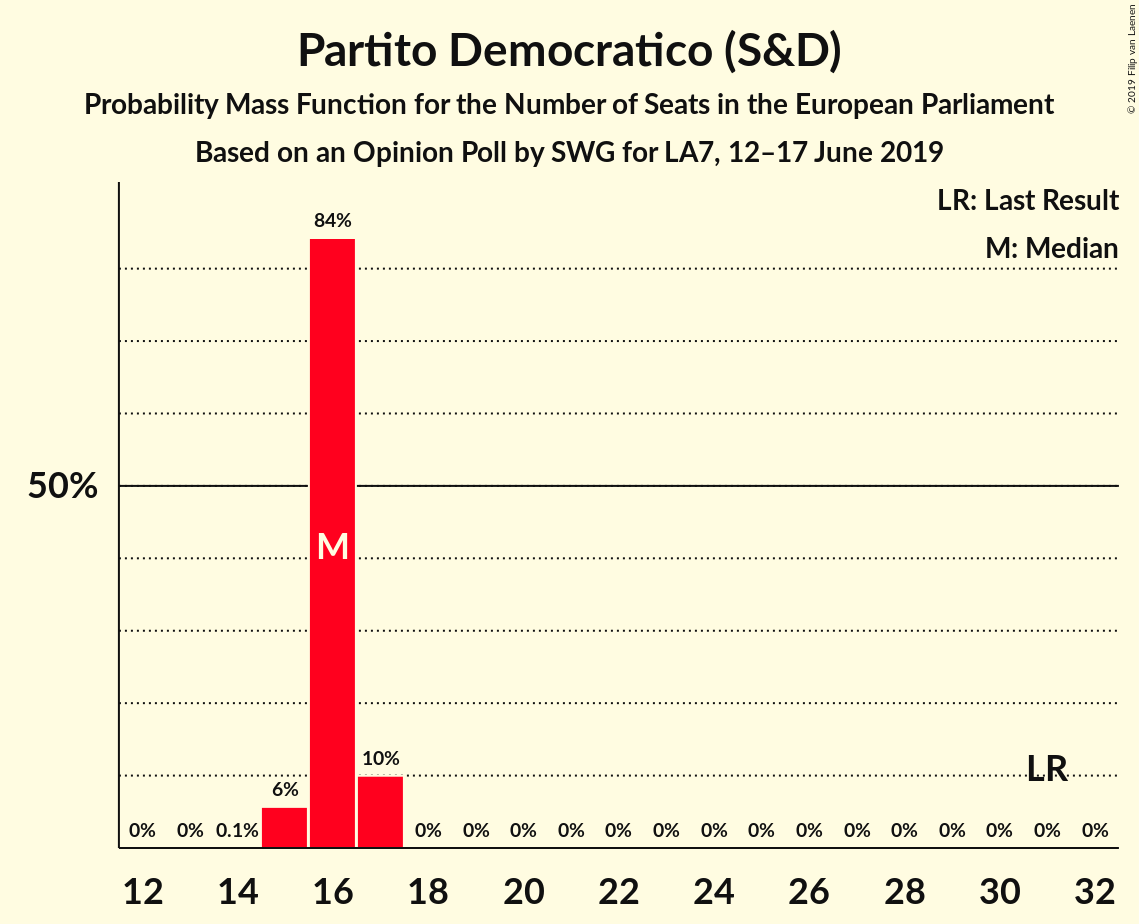 Partito Democratico (S&D)
Probability Mass Function for the Number of Seats in the European Parliament
Based on an Opinion Poll by SWG for LA7, 12–17 June 2019
© 2019 Filip van Laenen
LR: Last Result
M: Median
84%
50%
M
10%
LR
6%
0% 0% 0.1% 0% 0% 0% 0% 0% 0% 0% 0% 0% 0% 0% 0% 0% 0% 0%
12 14 16 18 20 22 24 26 28 30 32